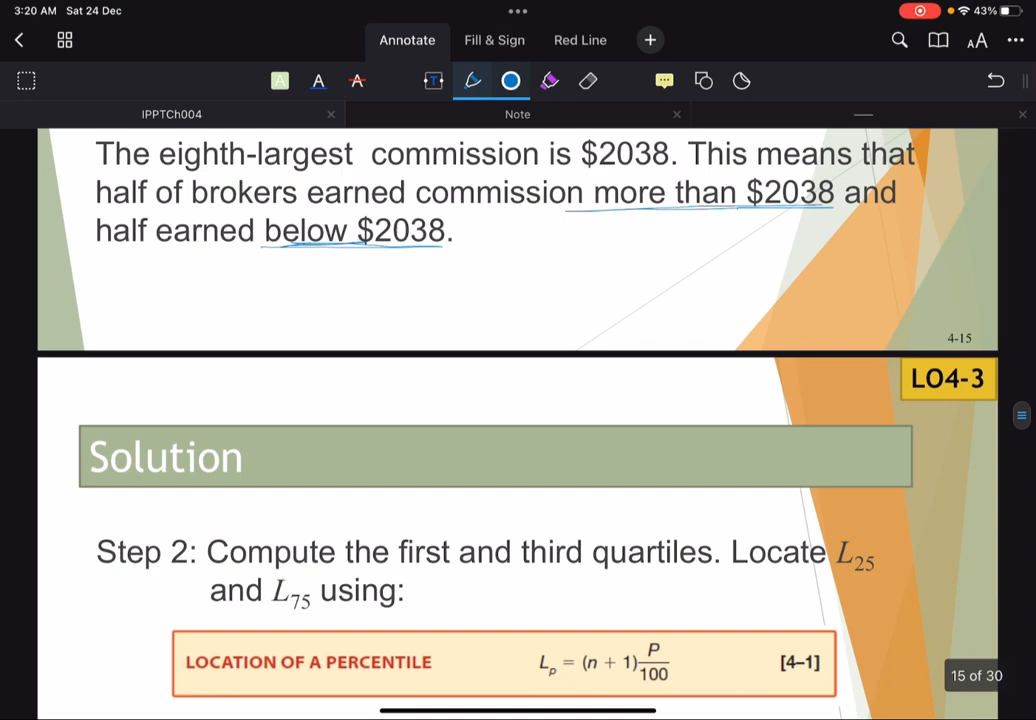 3:20 AM Sat 24 Dec
43%
Annotate Fill & Sign Red Line
AA
A A A T
IPPTCh004 Note
The eighth-largest commission is $2038. This means that
half of brokers earned commission more than $2038 and
half earned below $2038.
4-15
LO4-3
Solution
Step 2: Compute the first and third quartiles. Locate L25
and L75 using:
LOCATION OF A PERCENTILE Lp = (n + 1) P/100 [4–1]
15 of 30